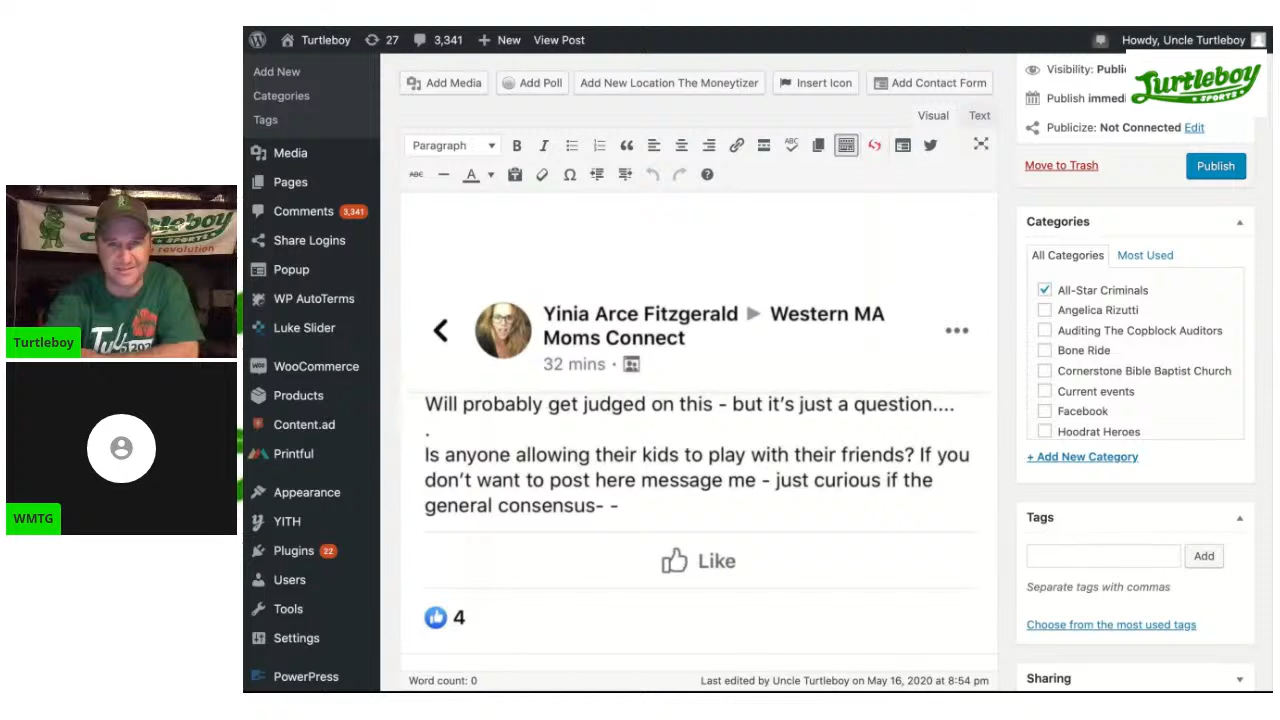 Turtleboy
27
3,341
New
View Post
Howdy, Uncle Turtleboy
Add New
Categories
Tags
Media
Pages
Comments 3,341
Share Logins
Popup
WP AutoTerms
Luke Slider
WooCommerce
Products
Content.ad
Printful
Appearance
YITH
Plugins 22
Users
Tools
Settings
PowerPress
Add Media
Add Poll
Add New Location The Moneytizer
Insert Icon
Add Contact Form
Visual
Text
Paragraph
B I
ABC
ABC
A
Yinia Arce Fitzgerald ▶ Western MA
Moms Connect
32 mins ·
Will probably get judged on this - but it's just a question....
.
Is anyone allowing their kids to play with their friends? If you
don't want to post here message me - just curious if the
general consensus- -
Like
4
Word count: 0
Last edited by Uncle Turtleboy on May 16, 2020 at 8:54 pm
Visibility: Publi
Publish immedi
Publicize: Not Connected Edit
Turtleboy
SPORTS
Move to Trash
Publish
Categories
All Categories
Most Used
All-Star Criminals
Angelica Rizutti
Auditing The Copblock Auditors
Bone Ride
Cornerstone Bible Baptist Church
Current events
Facebook
Hoodrat Heroes
+ Add New Category
Tags
Add
Separate tags with commas
Choose from the most used tags
Sharing
Turtleboy
SPORTS
revolution
Turtleboy
WMTG